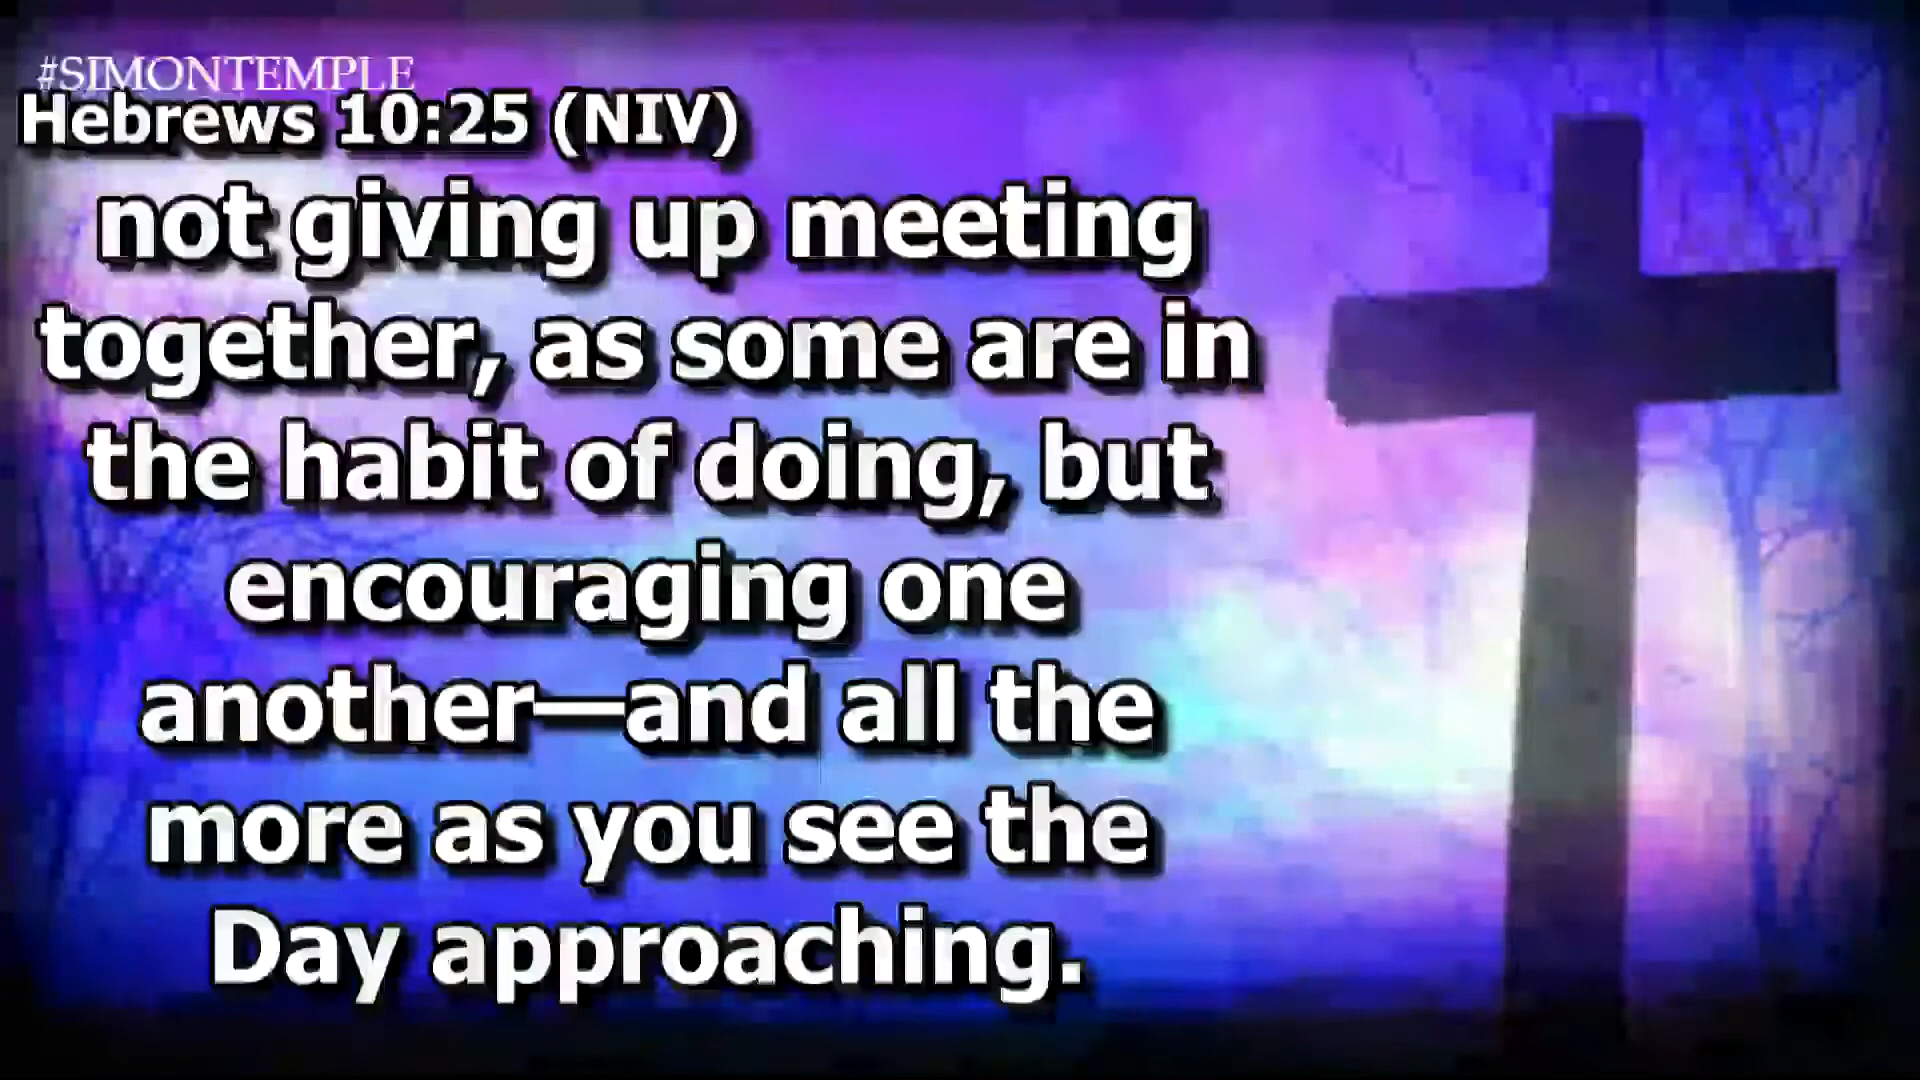 #SIMONTEMPLE
Hebrews 10:25 (NIV)
not giving up meeting
together, as some are in
the habit of doing, but
encouraging one
another—and all the
more as you see the
Day approaching.